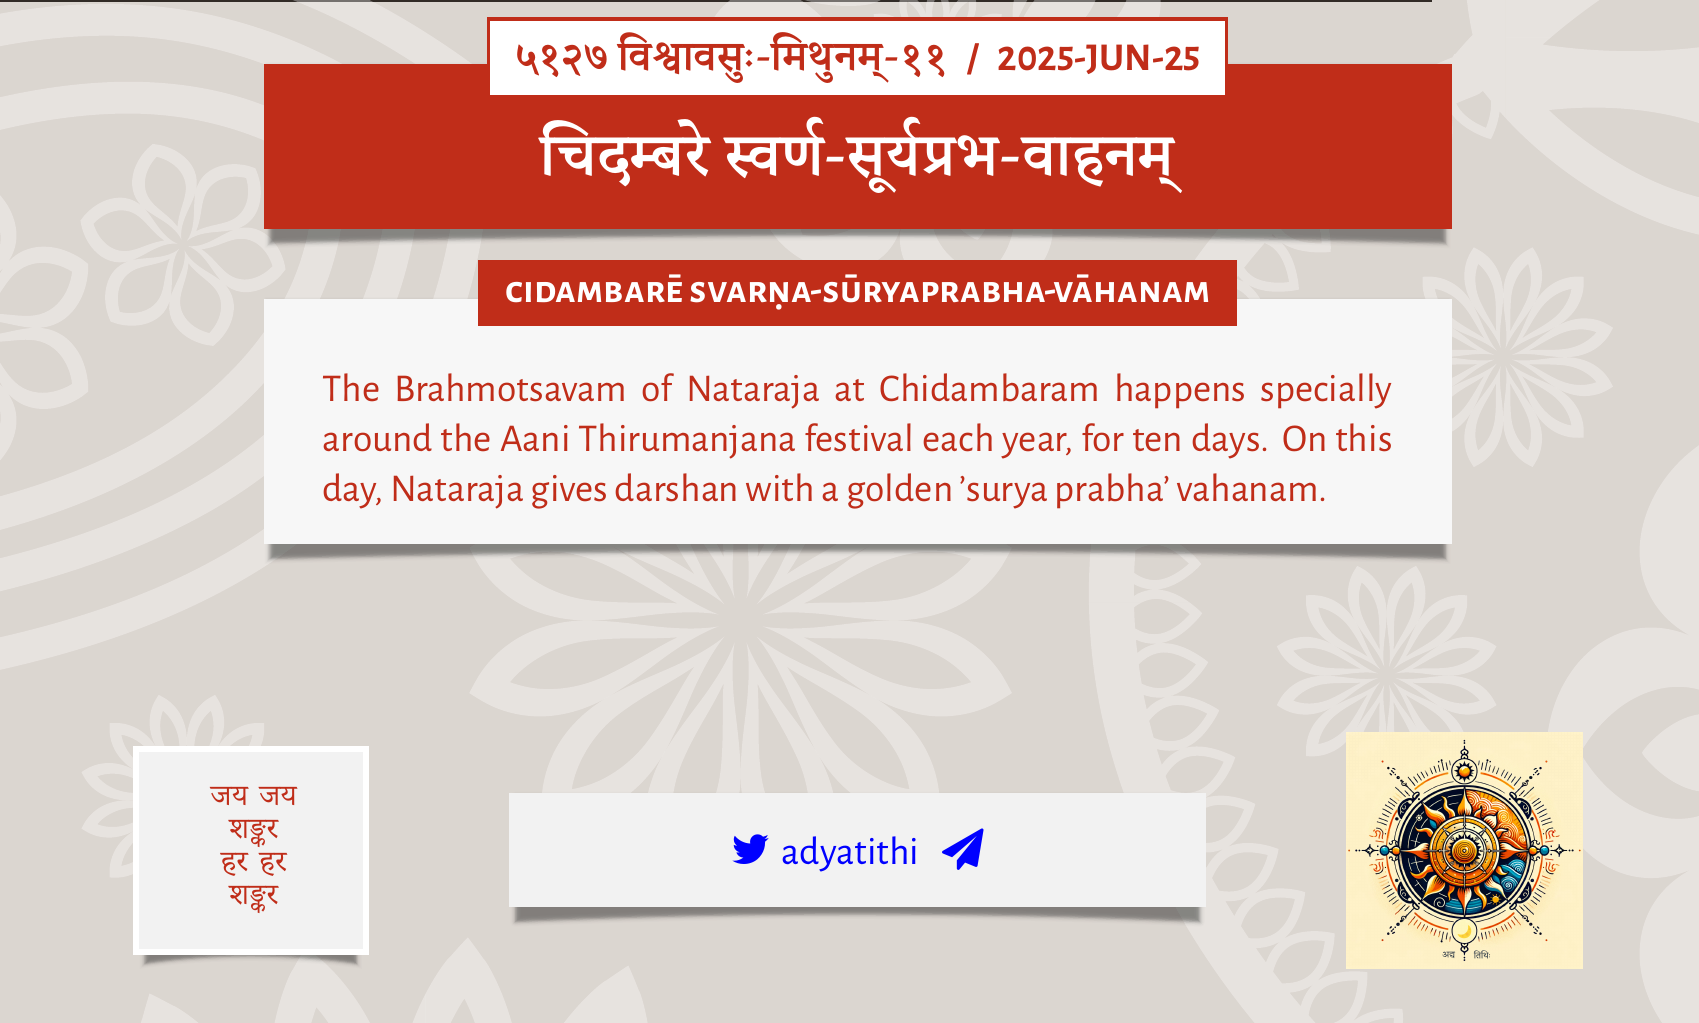 ५१२७ विश्वावसुः-मिथुनम्-११ / 2025-JUN-25
चिदम्बरे स्वर्ण-सूर्यप्रभ-वाहनम्
CIDAMBARĒ SVARṆA-SŪRYAPRABHA-VĀHANAM
The Brahmotsavam of Nataraja at Chidambaram happens specially
around the Aani Thirumanjana festival each year, for ten days. On this
day, Nataraja gives darshan with a golden ’surya prabha’ vahanam.
जय जय
शङ्कर
हर हर
शङ्कर
adyatithi
अद्य तिथिः